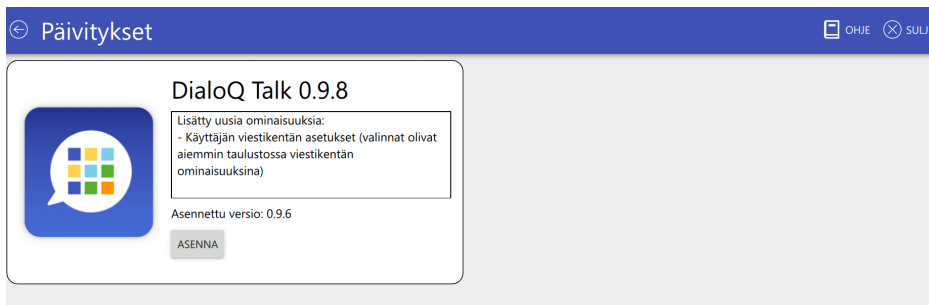 Päivitykset
OHJE
SULJ
DialoQ Talk 0.9.8
Lisätty uusia ominaisuuksia:
- Käyttäjän viestikentän asetukset (valinnat olivat
aiemmin taulustossa viestikentän
ominaisuuksina)
Asennettu versio: 0.9.6
ASENNA